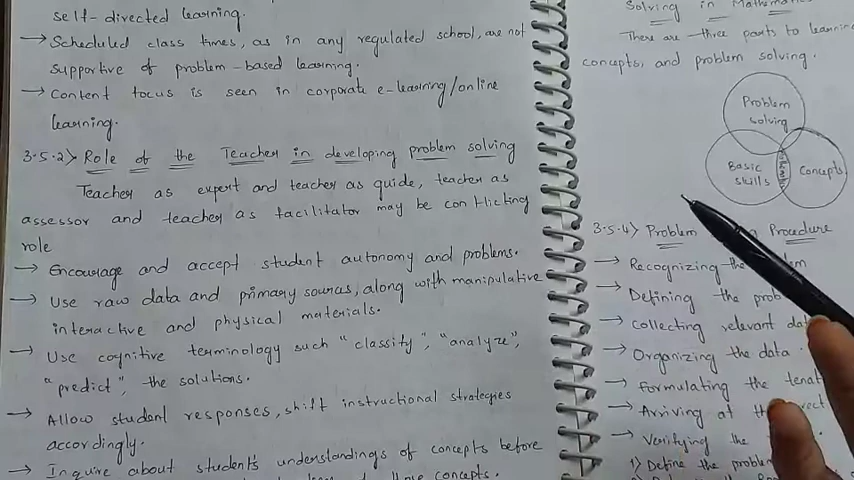 self-directed learning.
→ Scheduled class times, as in any regulated school, are not
supportive of problem-based learning.
→ Content focus is seen in corporate e-learning/online
learning.
3.5.2> Role of the Teacher in developing problem solving
Teacher as expert and teacher as guide, teacher as
assessor and teacher as facilitator may be conflicting
role
→ Encourage and accept student autonomy and problems.
→ Use raw data and primary sources, along with manipulative
interactive and physical materials.
→ Use cognitive terminology such "classify", "analyze",
"predict", the solutions.
→ Allow student responses, shift instructional strategies
accordingly.
→ Inquire about student's understandings of concepts before
those concepts.
Solving in
There are three parts to
concepts, and problem solving.
Problem
solving
Basic
skills
Concepts
3.5.4> Problem Procedure
→ Recognizing the
→ Defining the
→ Collecting relevant
→ Organizing the data
→ Formulating the
→ Arriving at
→ Verifying the
1) Define the problem